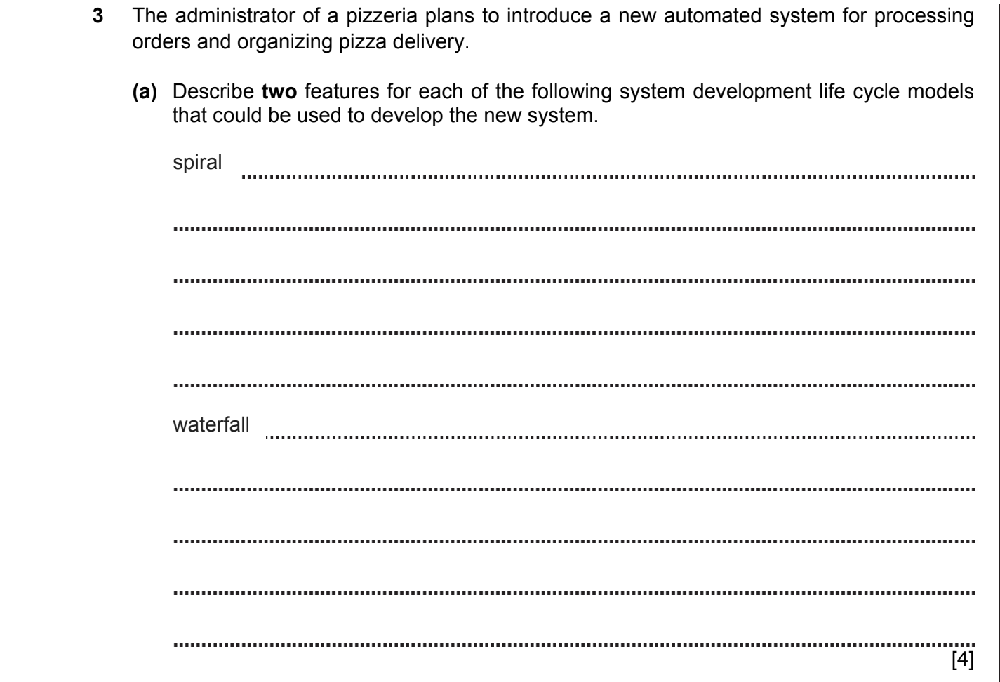 3 The administrator of a pizzeria plans to introduce a new automated system for processing
orders and organizing pizza delivery.
(a) Describe two features for each of the following system development life cycle models
that could be used to develop the new system.
spiral
waterfall
[4]